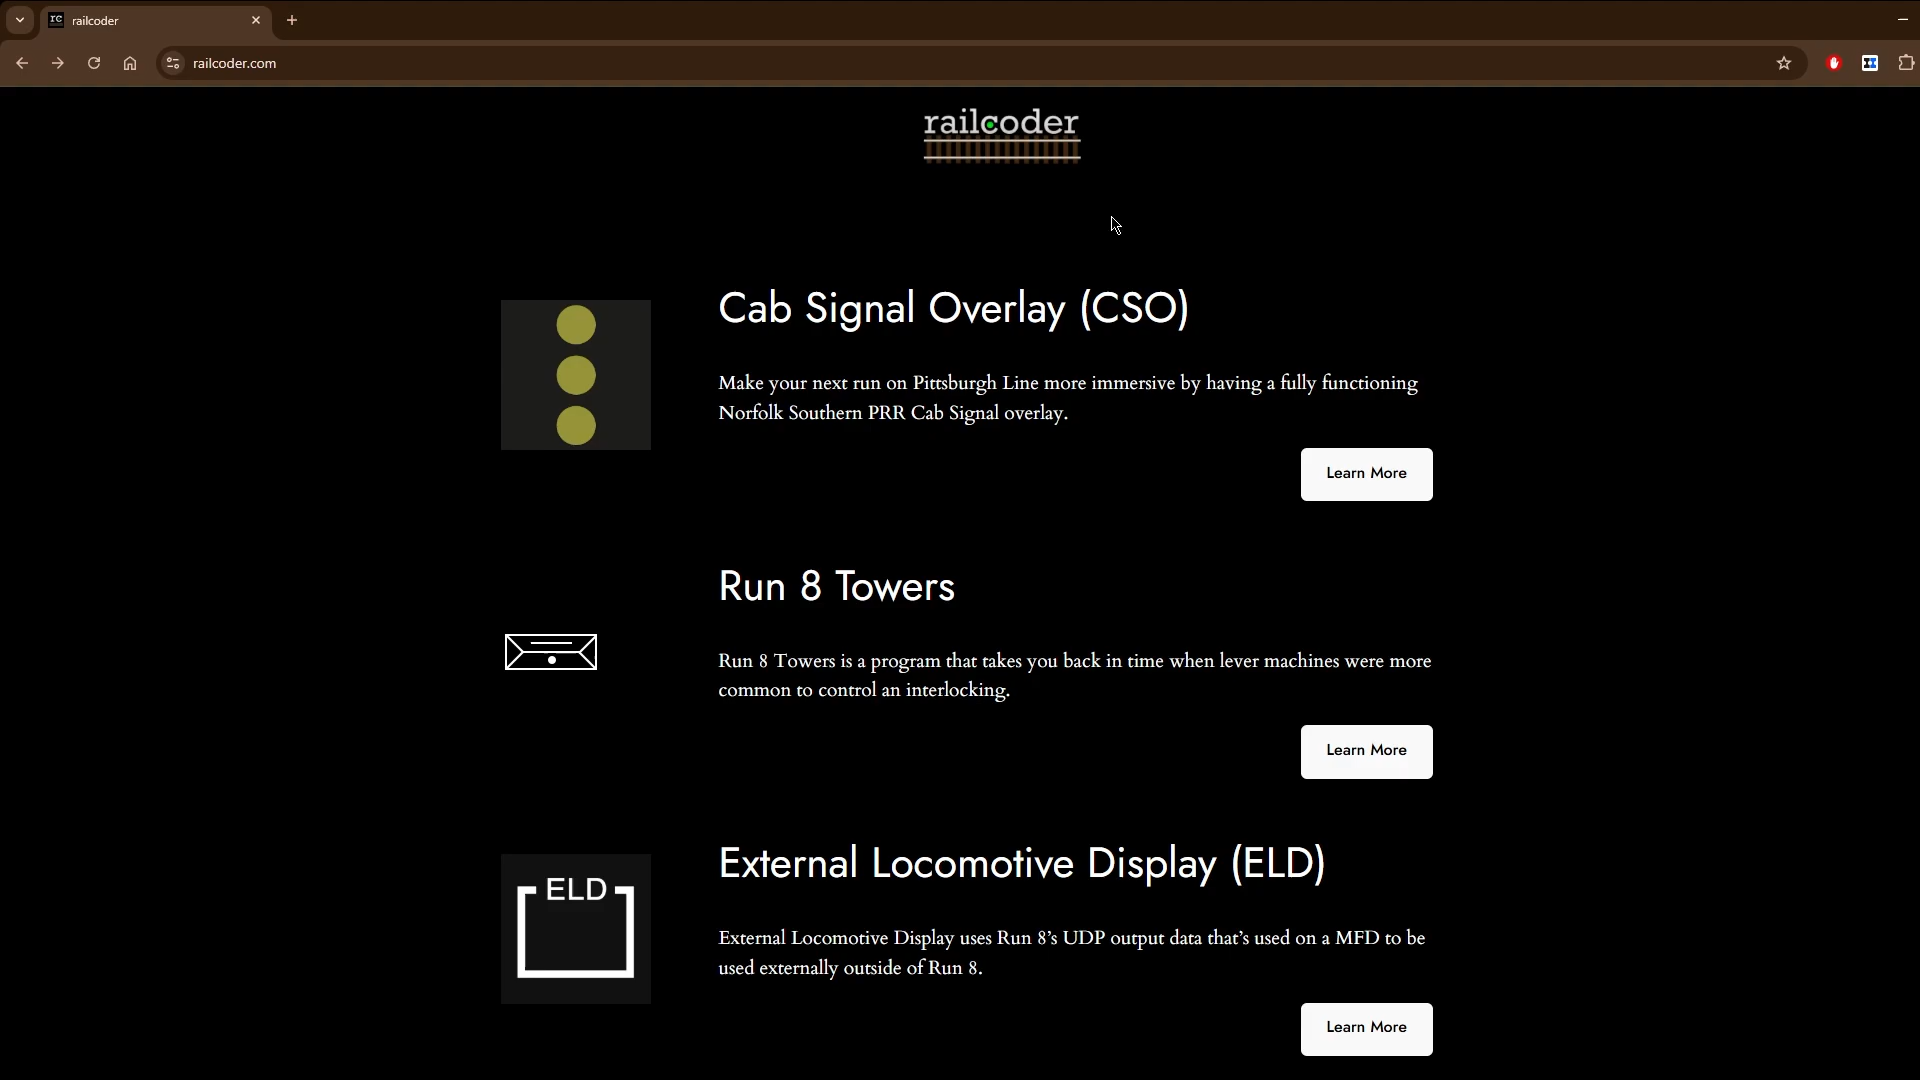 rc railcoder
railcoder.com
railcoder
Cab Signal Overlay (CSO)
Make your next run on Pittsburgh Line more immersive by having a fully functioning
Norfolk Southern PRR Cab Signal overlay.
Learn More
Run 8 Towers
Run 8 Towers is a program that takes you back in time when lever machines were more
common to control an interlocking.
Learn More
ELD
External Locomotive Display (ELD)
External Locomotive Display uses Run 8’s UDP output data that’s used on a MFD to be
used externally outside of Run 8.
Learn More